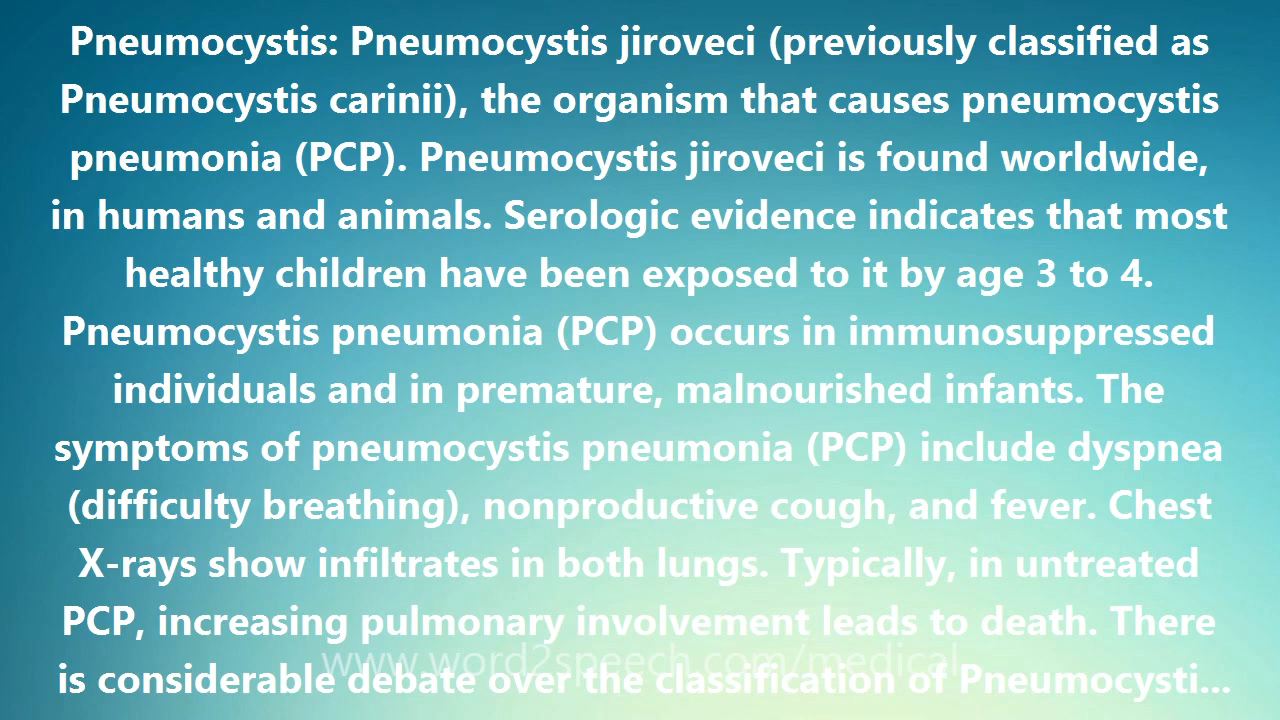 Pneumocystis: Pneumocystis jiroveci (previously classified as
Pneumocystis carinii), the organism that causes pneumocystis
pneumonia (PCP). Pneumocystis jiroveci is found worldwide,
in humans and animals. Serologic evidence indicates that most
healthy children have been exposed to it by age 3 to 4.
Pneumocystis pneumonia (PCP) occurs in immunosuppressed
individuals and in premature, malnourished infants. The
symptoms of pneumocystis pneumonia (PCP) include dyspnea
(difficulty breathing), nonproductive cough, and fever. Chest
X-rays show infiltrates in both lungs. Typically, in untreated
PCP, increasing pulmonary involvement leads to death. There
www.word2speech.com/medical
is considerable debate over the classification of Pneumocysti...